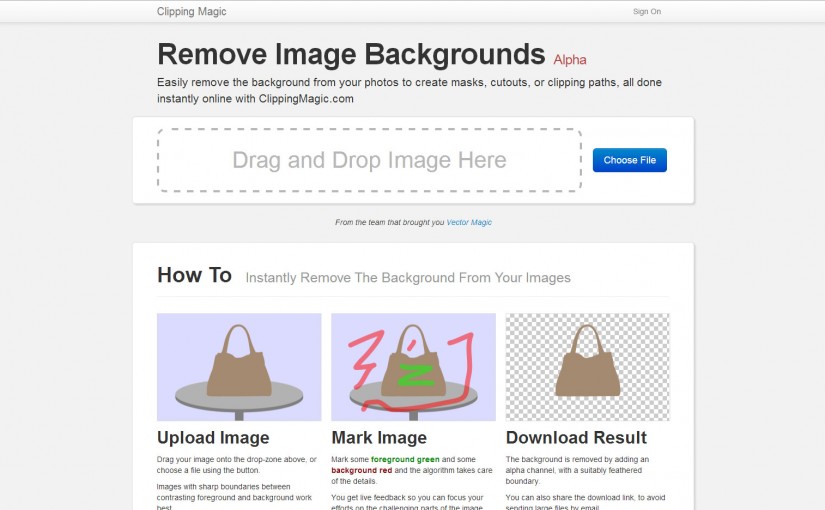 Clipping Magic
Sign On
Remove Image Backgrounds Alpha
Easily remove the background from your photos to create masks, cutouts, or clipping paths, all done
instantly online with ClippingMagic.com
Drag and Drop Image Here
Choose File
From the team that brought you Vector Magic
How To Instantly Remove The Background From Your Images
Upload Image
Drag your image onto the drop-zone above, or
choose a file using the button.
Images with sharp boundaries between
contrasting foreground and background work
best.
Mark Image
Mark some foreground green and some
background red and the algorithm takes care
of the details.
You get live feedback so you can focus your
efforts on the challenging parts of the image.
Download Result
The background is removed by adding an
alpha channel, with a suitably feathered
boundary.
You can also share the download link, to avoid
sending large files by email.